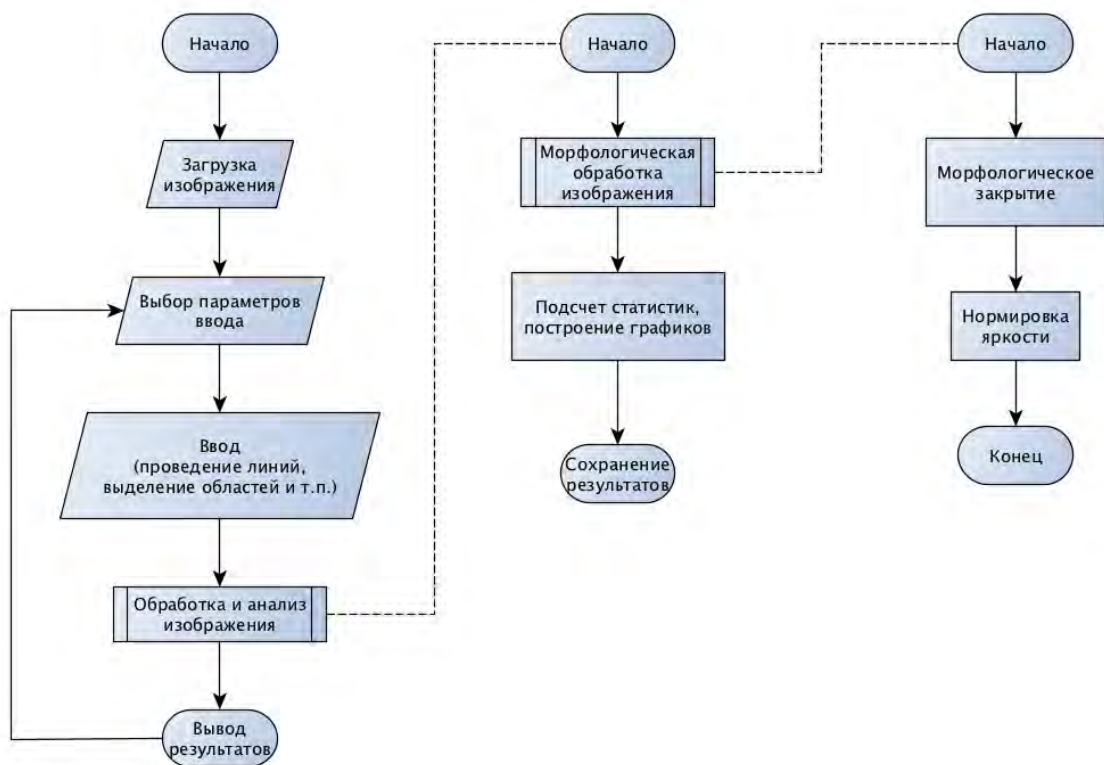 Начало
Загрузка
изображения
Выбор параметров
ввода
Ввод
(проведение линий,
выделение областей и т.п.)
Обработка и анализ
изображения
Вывод
результатов
Начало
Морфологическая
обработка
изображения
Подсчет статистик,
построение графиков
Сохранение
результатов
Начало
Морфологическое
закрытие
Нормировка
яркости
Конец